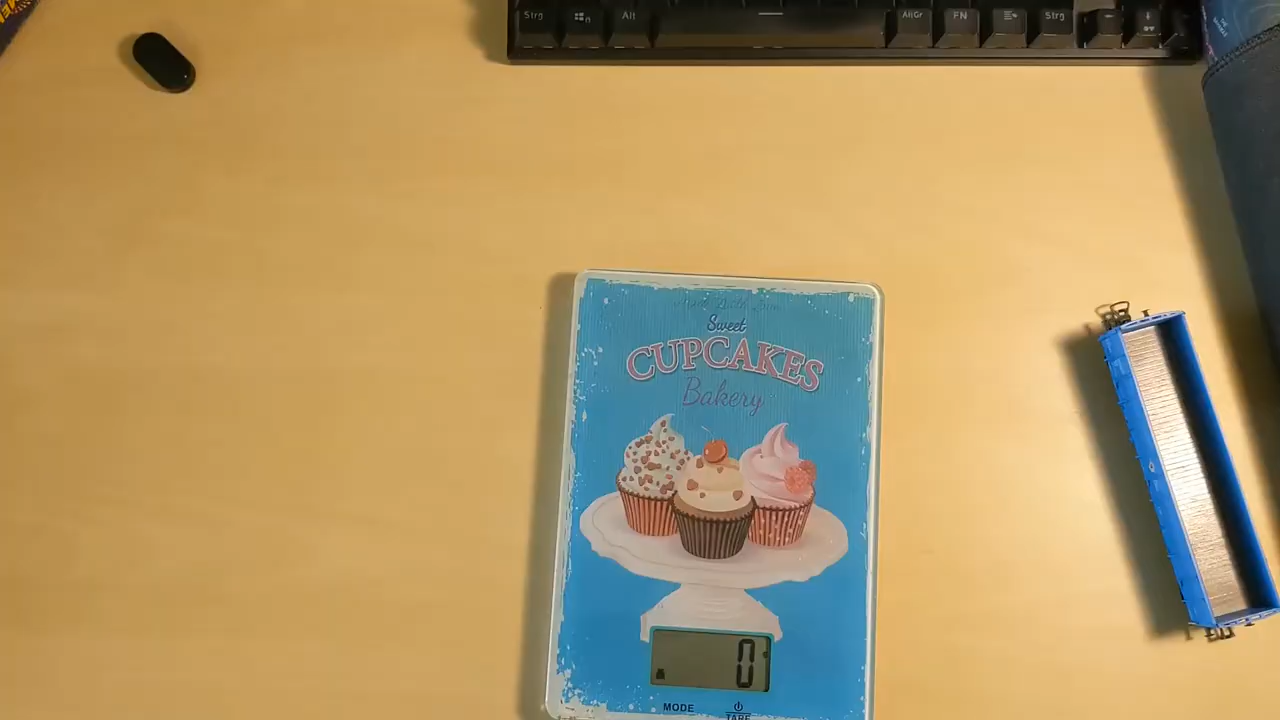 Strg
Alt
AltGr
FN
Strg
Sweet
CUPCAKES
Bakery
0
MODE
TARE